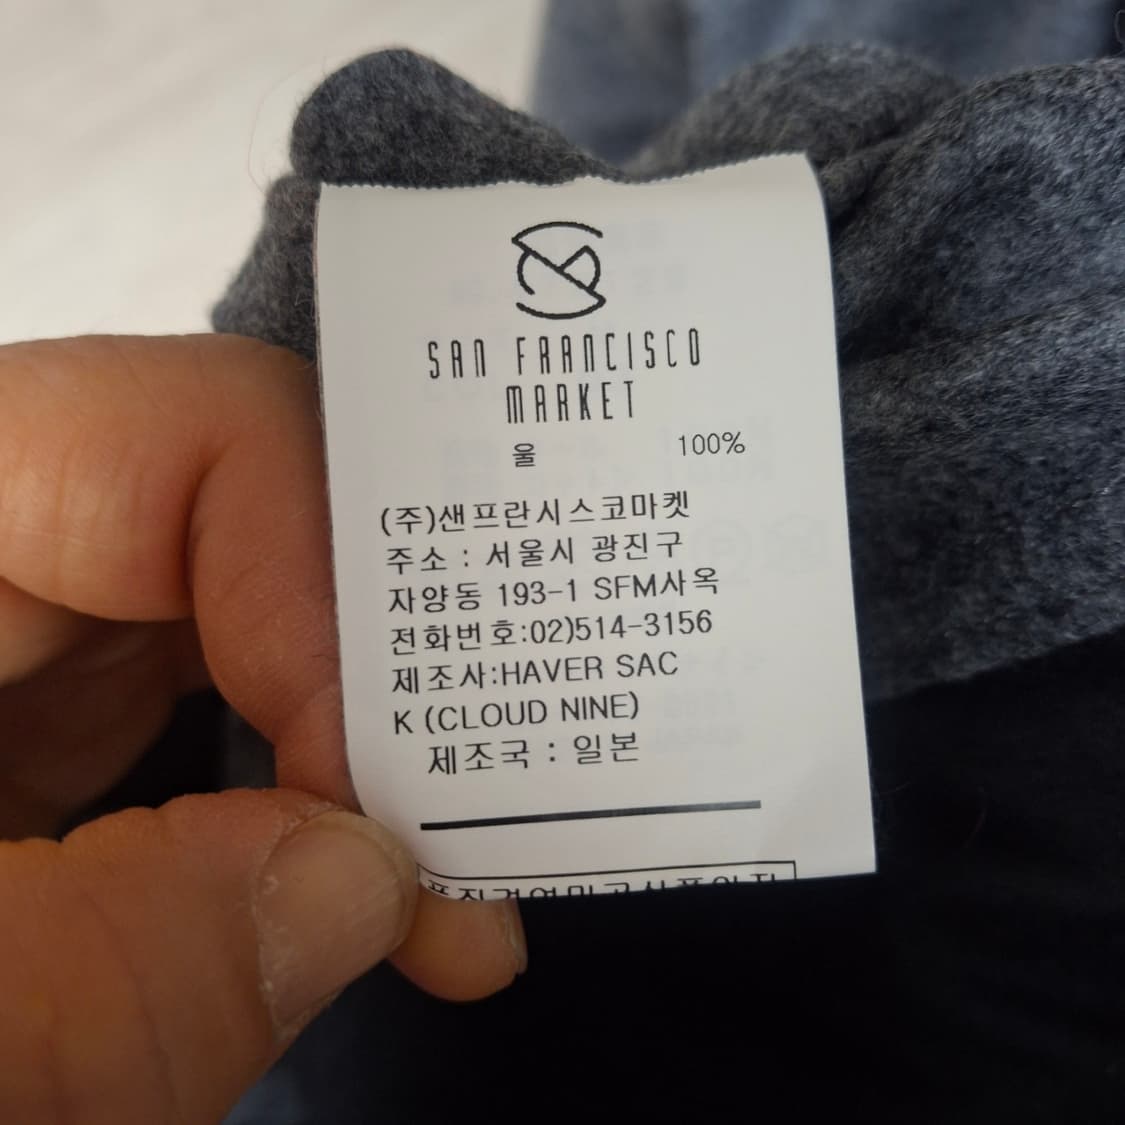 SAN FRANCISCO
MARKET
울 100%
(주)샌프란시스코마켓
주소 : 서울시 광진구
자양동 193-1 SFM사옥
전화번호:02)514-3156
제조사:HAVER SAC
K (CLOUD NINE)
제조국 : 일본